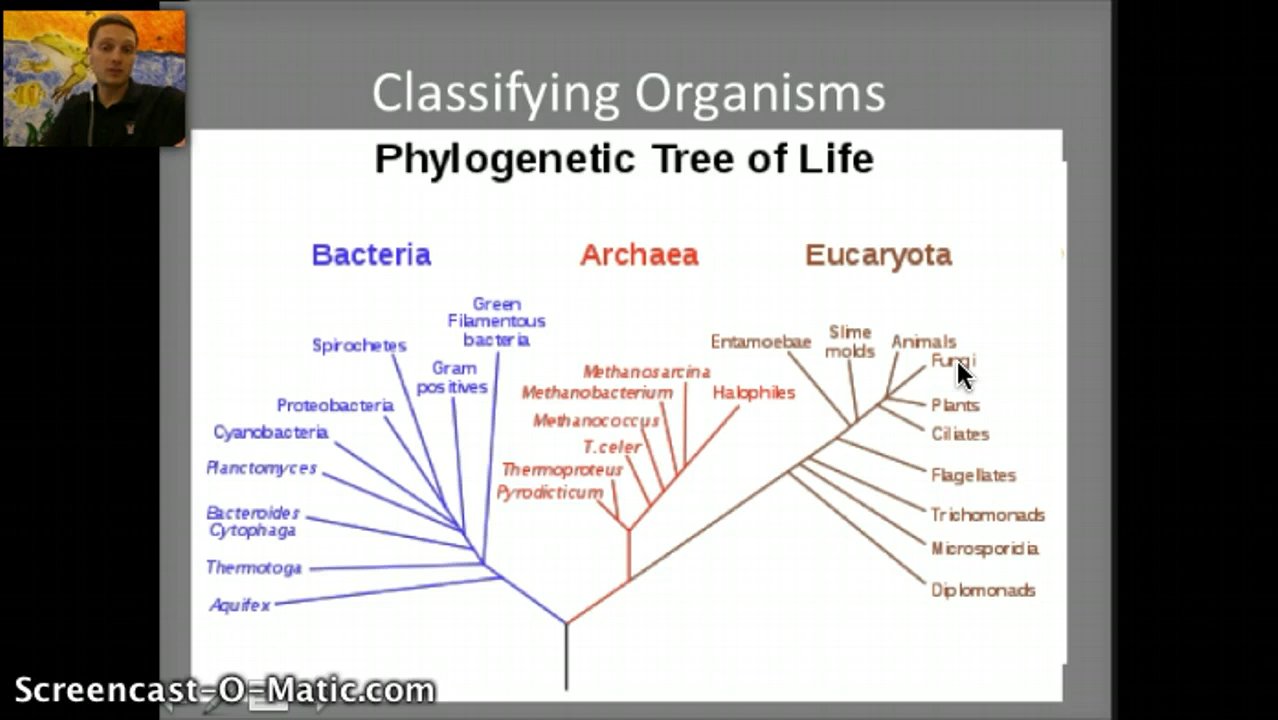 Classifying Organisms
Phylogenetic Tree of Life
Bacteria
Archaea
Eucaryota
Green
Filamentous
bacteria
Spirochetes
Gram
positives
Proteobacteria
Cyanobacteria
Planctomyces
Bacteroides
Cytophaga
Thermotoga
Aquifex
Methanosarcina
Methanobacterium
Halophiles
Methanococcus
T.celer
Thermoproteus
Pyrodicticum
Entamoebae
Slime
molds
Animals
Fungi
Plants
Ciliates
Flagellates
Trichomonads
Microsporidia
Diplomonads
Screencast-O-Matic.com